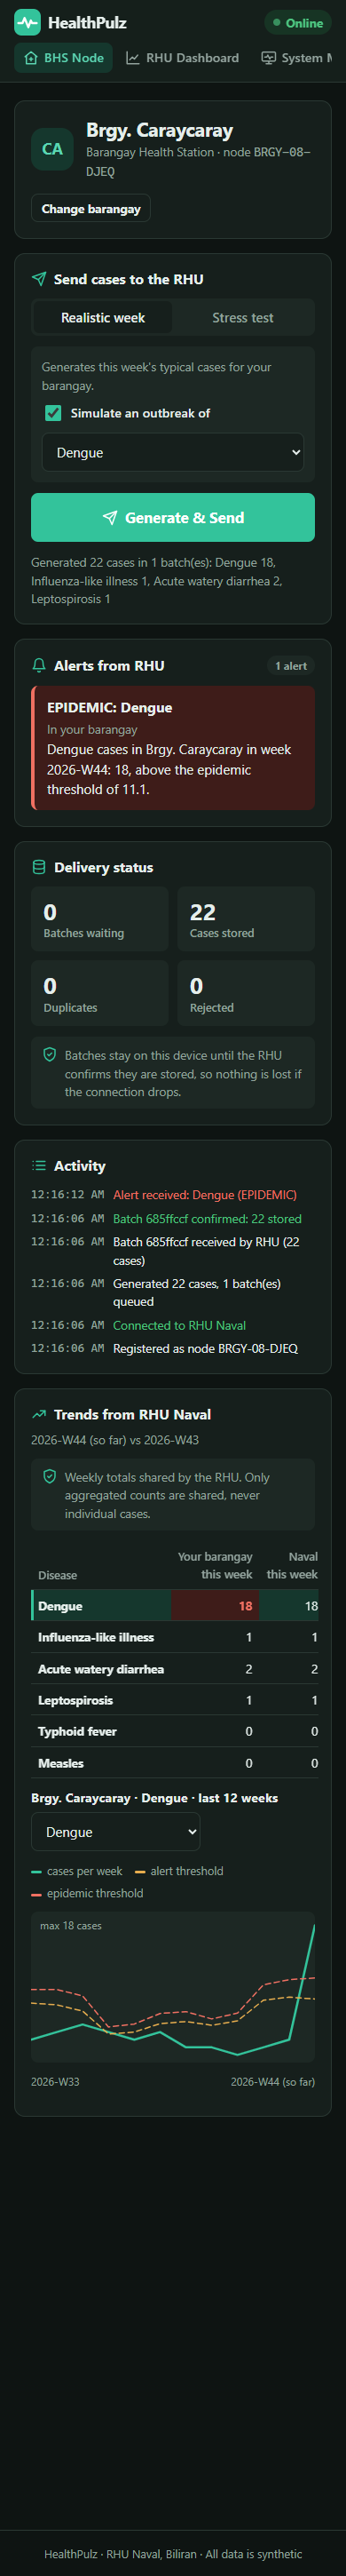 HealthPulz
Online
BHS Node
RHU Dashboard
System M
CA
Brgy. Caraycaray
Barangay Health Station · node BRGY-08-
DJEQ
Change barangay
Send cases to the RHU
Realistic week
Stress test
Generates this week's typical cases for your
barangay.
Simulate an outbreak of
Dengue
Generate & Send
Generated 22 cases in 1 batch(es): Dengue 18,
Influenza-like illness 1, Acute watery diarrhea 2,
Leptospirosis 1
Alerts from RHU
1 alert
EPIDEMIC: Dengue
In your barangay
Dengue cases in Brgy. Caraycaray in week
2026-W44: 18, above the epidemic
threshold of 11.1.
Delivery status
0
Batches waiting
22
Cases stored
0
Duplicates
0
Rejected
Batches stay on this device until the RHU
confirms they are stored, so nothing is lost if
the connection drops.
Activity
12:16:12 AM Alert received: Dengue (EPIDEMIC)
12:16:06 AM Batch 685ffccf confirmed: 22 stored
12:16:06 AM Batch 685ffccf received by RHU (22
cases)
12:16:06 AM Generated 22 cases, 1 batch(es)
queued
12:16:06 AM Connected to RHU Naval
12:16:06 AM Registered as node BRGY-08-DJEQ
Trends from RHU Naval
2026-W44 (so far) vs 2026-W43
Weekly totals shared by the RHU. Only
aggregated counts are shared, never
individual cases.
Your barangay Naval
Disease this week this week
Dengue 18 18
Influenza-like illness 1 1
Acute watery diarrhea 2 2
Leptospirosis 1 1
Typhoid fever 0 0
Measles 0 0
Brgy. Caraycaray · Dengue · last 12 weeks
Dengue
cases per week
alert threshold
epidemic threshold
max 18 cases
2026-W33
2026-W44 (so far)
HealthPulz · RHU Naval, Biliran · All data is synthetic